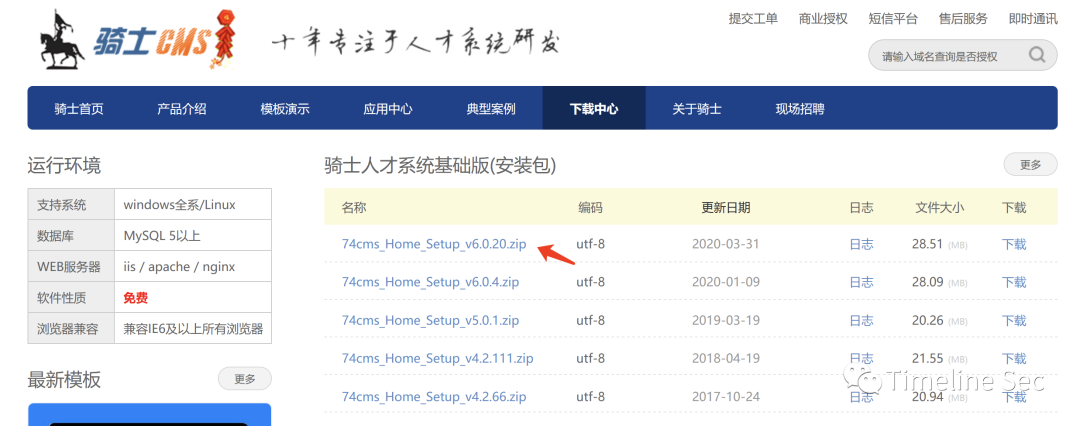 提交工单 商业授权 短信平台 售后服务 即时通讯
骑士CMS 十年专注于人才系统研发
请输入域名查询是否授权
骑士首页 产品介绍 模板演示 应用中心 典型案例 下载中心 关于骑士 现场招聘
运行环境
支持系统 windows全系/Linux
数据库 MySQL 5以上
WEB服务器 iis / apache / nginx
软件性质 免费
浏览器兼容 兼容IE6及以上所有浏览器
最新模板 更多
骑士人才系统基础版(安装包) 更多
名称 编码 更新日期 日志 文件大小 下载
74cms_Home_Setup_v6.0.20.zip utf-8 2020-03-31 日志 28.51 (MB) 下载
74cms_Home_Setup_v6.0.4.zip utf-8 2020-01-09 日志 28.09 (MB) 下载
74cms_Home_Setup_v5.0.1.zip utf-8 2019-03-19 日志 20.26 (MB) 下载
74cms_Home_Setup_v4.2.111.zip utf-8 2018-04-19 日志 21.55 (MB) 下载
74cms_Home_Setup_v4.2.66.zip utf-8 2017-10-24 日志 20.94 (MB) 下载
Timeline Sec